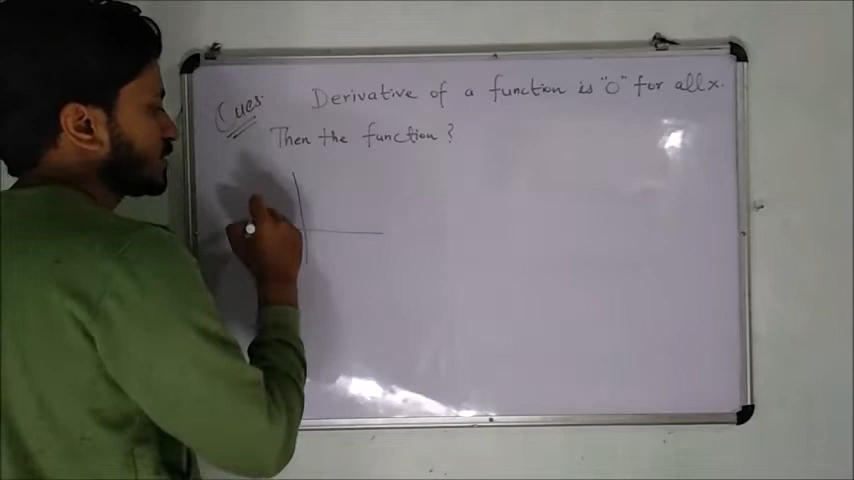 Ques. Derivative of a function is "0" for all x.
Then the function ?